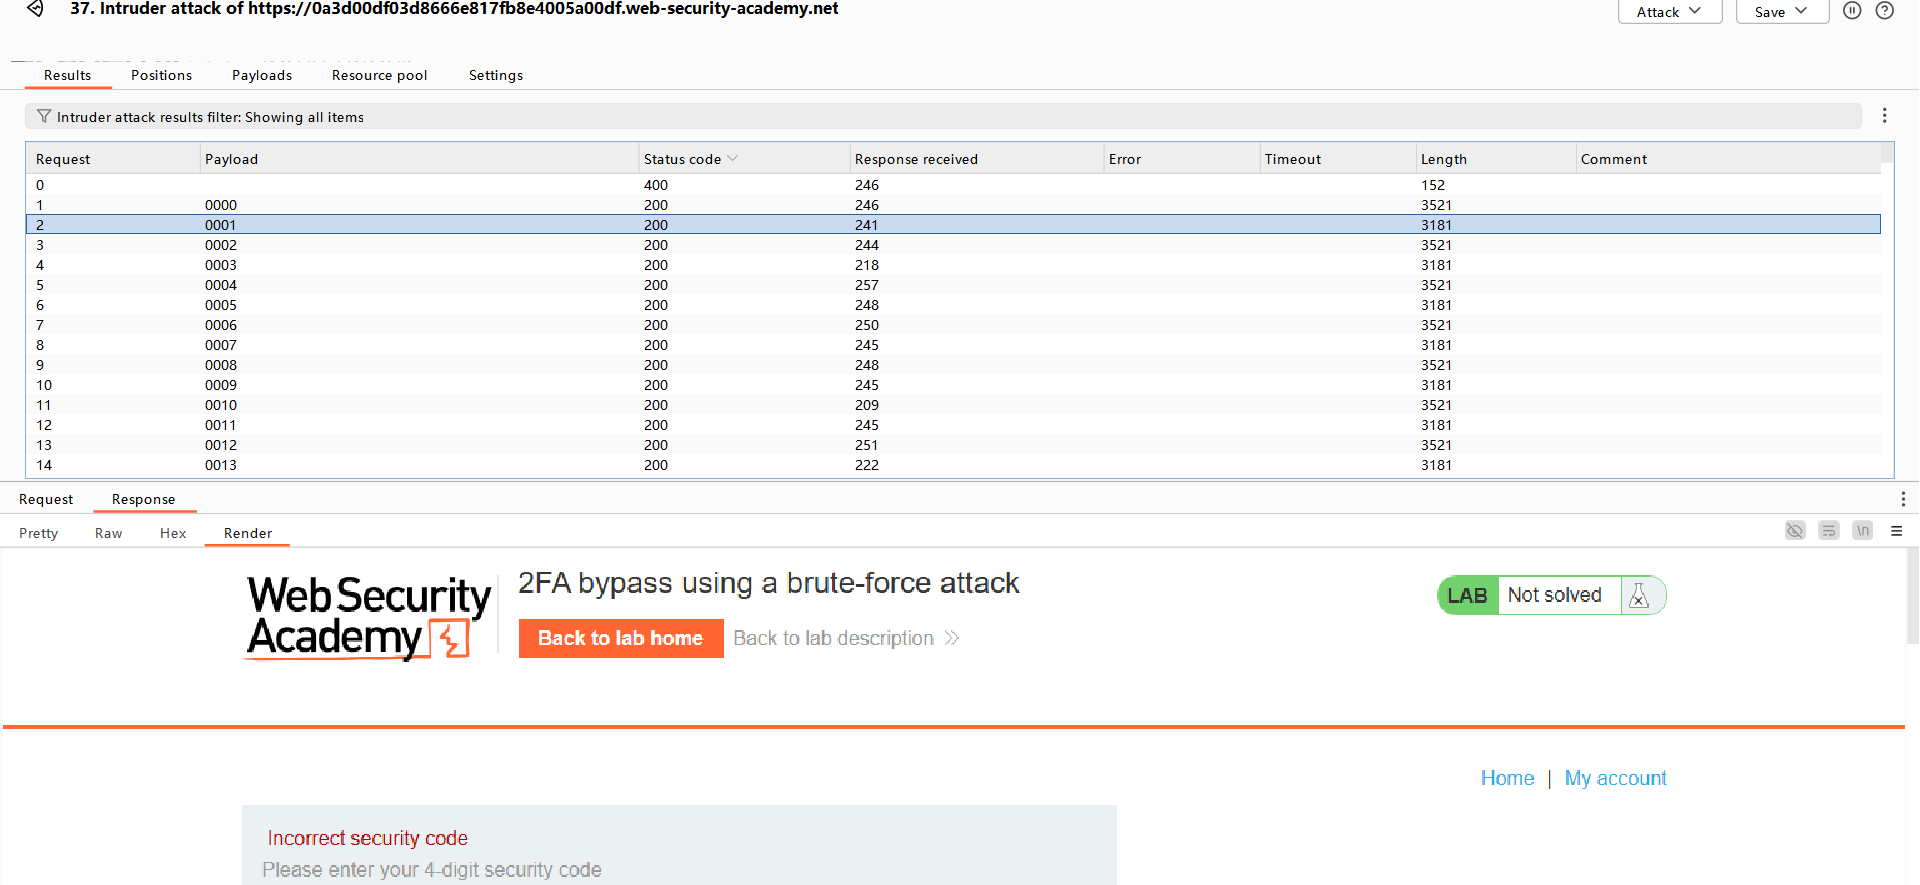 37. Intruder attack of https://0a3d00df03d8666e817fb8e4005a00df.web-security-academy.net
Attack Save
Results Positions Payloads Resource pool Settings
Intruder attack results filter: Showing all items
Request Payload Status code Response received Error Timeout Length Comment
0 400 246 152
1 0000 200 246 3521
2 0001 200 241 3181
3 0002 200 244 3521
4 0003 200 218 3181
5 0004 200 257 3521
6 0005 200 248 3181
7 0006 200 250 3521
8 0007 200 245 3181
9 0008 200 248 3521
10 0009 200 245 3181
11 0010 200 209 3521
12 0011 200 245 3181
13 0012 200 251 3521
14 0013 200 222 3181
Request Response
Pretty Raw Hex Render
\n
Web Security
Academy
2FA bypass using a brute-force attack
LAB Not solved
Back to lab home Back to lab description
Home | My account
Incorrect security code
Please enter your 4-digit security code